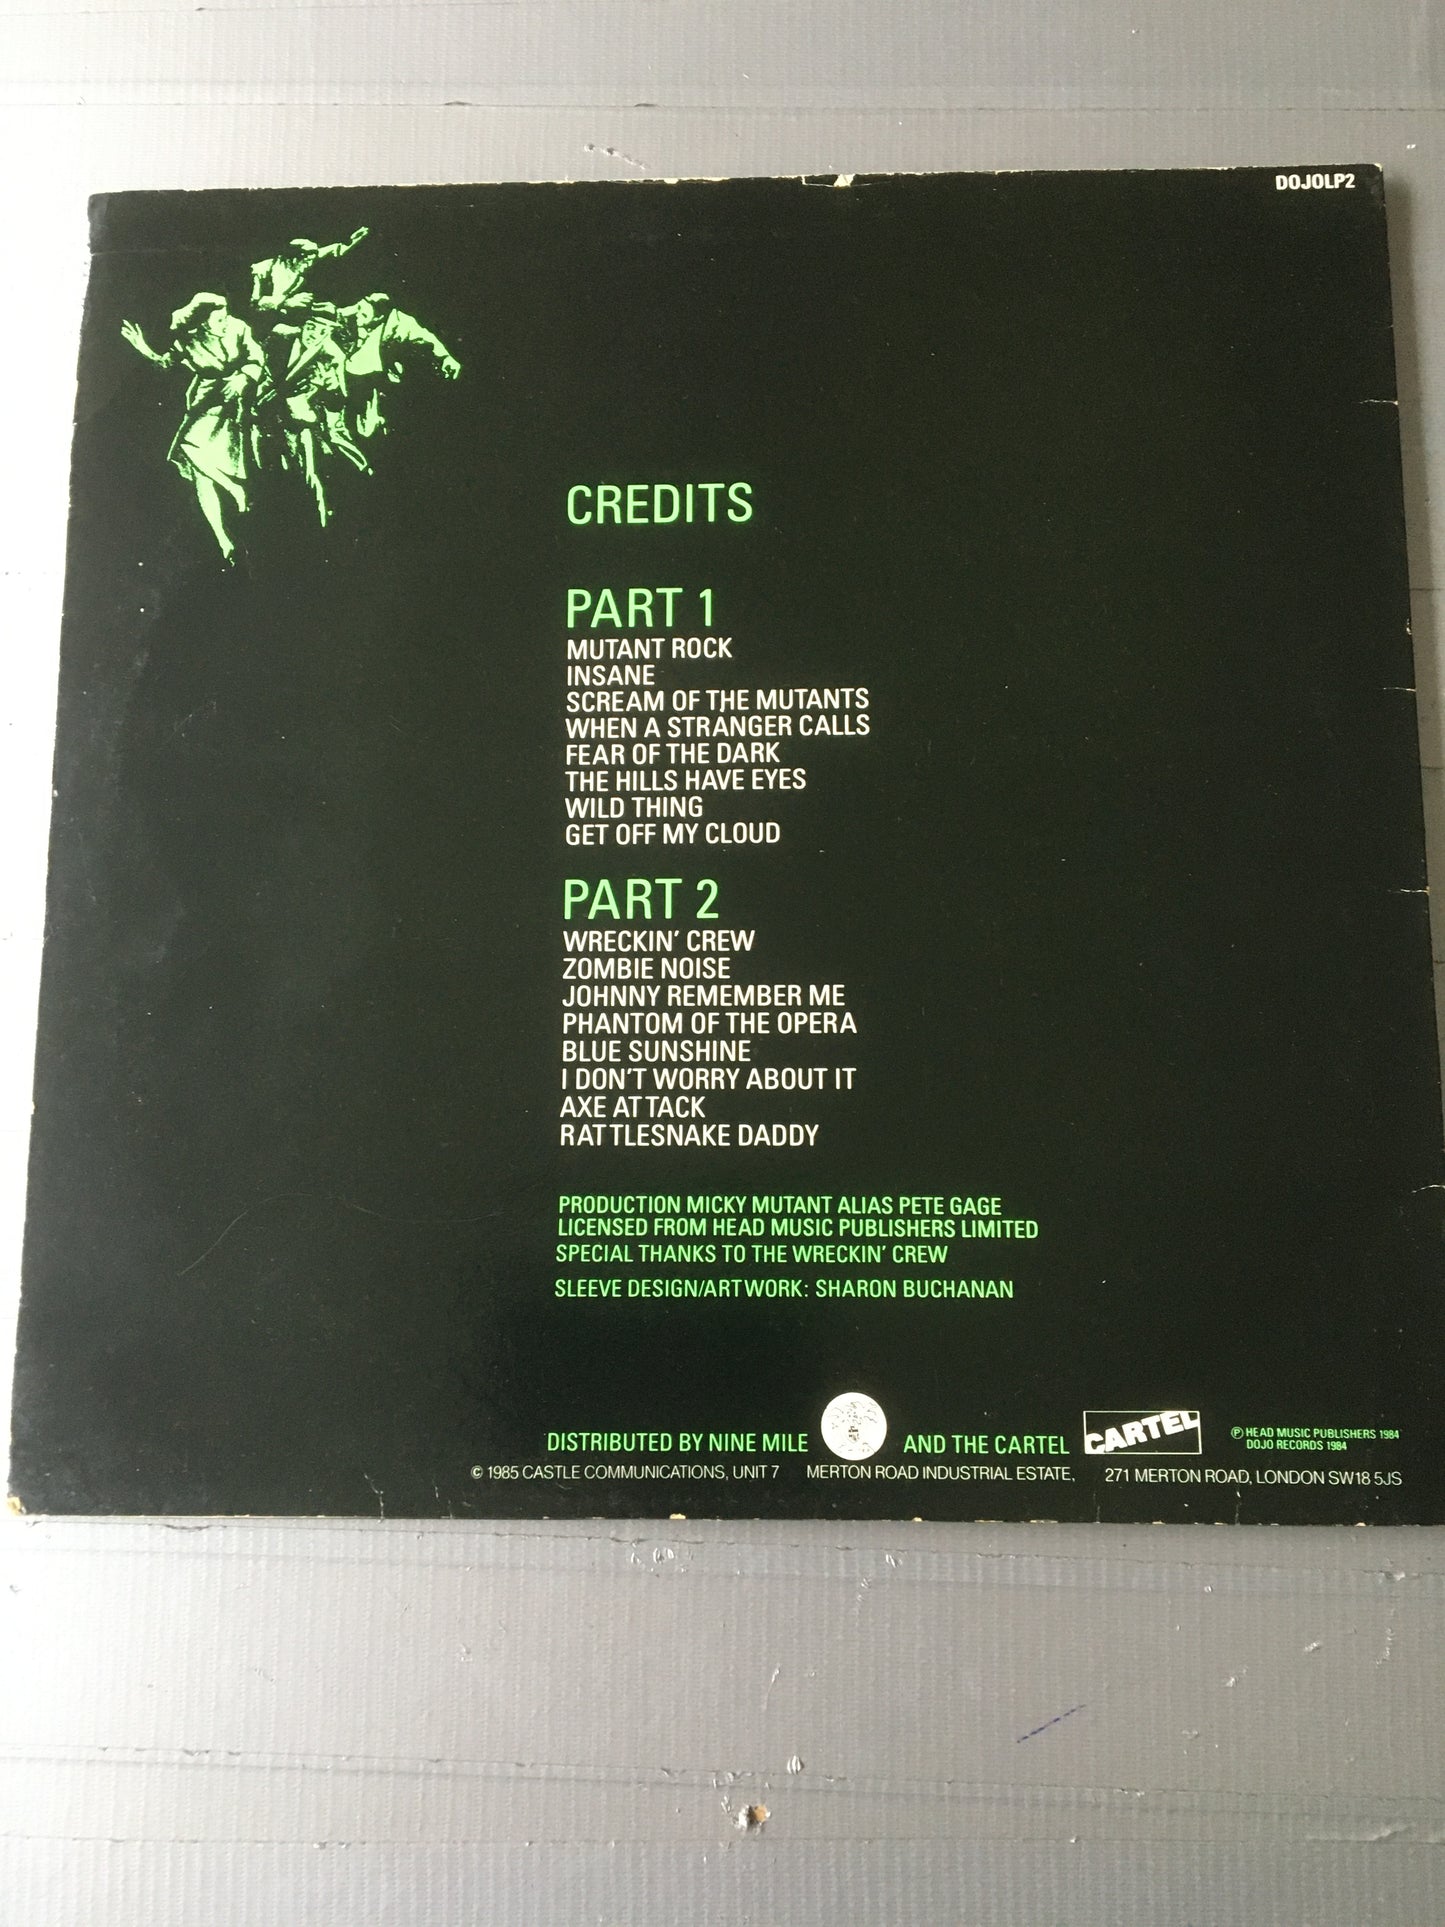 DOJOLP2
CREDITS
PART 1
MUTANT ROCK
INSANE
SCREAM OF THE MUTANTS
WHEN A STRANGER CALLS
FEAR OF THE DARK
THE HILLS HAVE EYES
WILD THING
GET OFF MY CLOUD
PART 2
WRECKIN' CREW
ZOMBIE NOISE
JOHNNY REMEMBER ME
PHANTOM OF THE OPERA
BLUE SUNSHINE
I DON'T WORRY ABOUT IT
AXE ATTACK
RATTLESNAKE DADDY
PRODUCTION MICKY MUTANT ALIAS PETE GAGE
LICENSED FROM HEAD MUSIC PUBLISHERS LIMITED
SPECIAL THANKS TO THE WRECKIN' CREW
SLEEVE DESIGN/ARTWORK: SHARON BUCHANAN
DISTRIBUTED BY NINE MILE AND THE CARTEL CARTEL
℗ HEAD MUSIC PUBLISHERS 1984
DOJO RECORDS 1984
© 1985 CASTLE COMMUNICATIONS, UNIT 7 MERTON ROAD INDUSTRIAL ESTATE, 271 MERTON ROAD, LONDON SW18 5JS